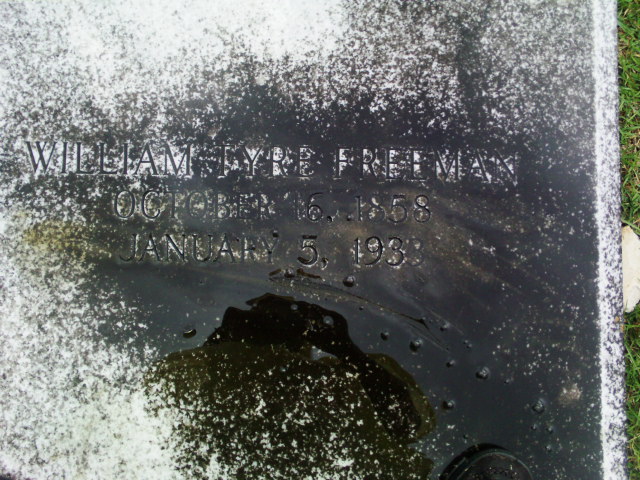 WILLIAM TYRE FREEMAN
OCTOBER 16, 1858
JANUARY 5, 1933